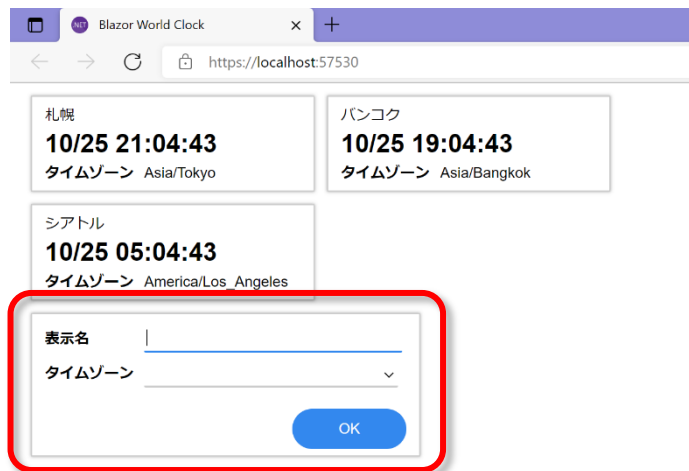 Blazor World Clock
https://localhost:57530
札幌
10/25 21:04:43
タイムゾーン Asia/Tokyo
バンコク
10/25 19:04:43
タイムゾーン Asia/Bangkok
シアトル
10/25 05:04:43
タイムゾーン America/Los_Angeles
表示名
タイムゾーン
OK